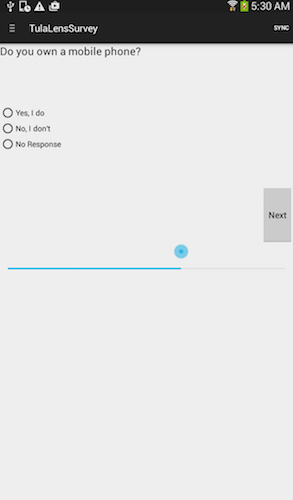 5:30 AM
TulaLensSurvey
SYNC
Do you own a mobile phone?
Yes, I do
No, I don't
No Response
Next